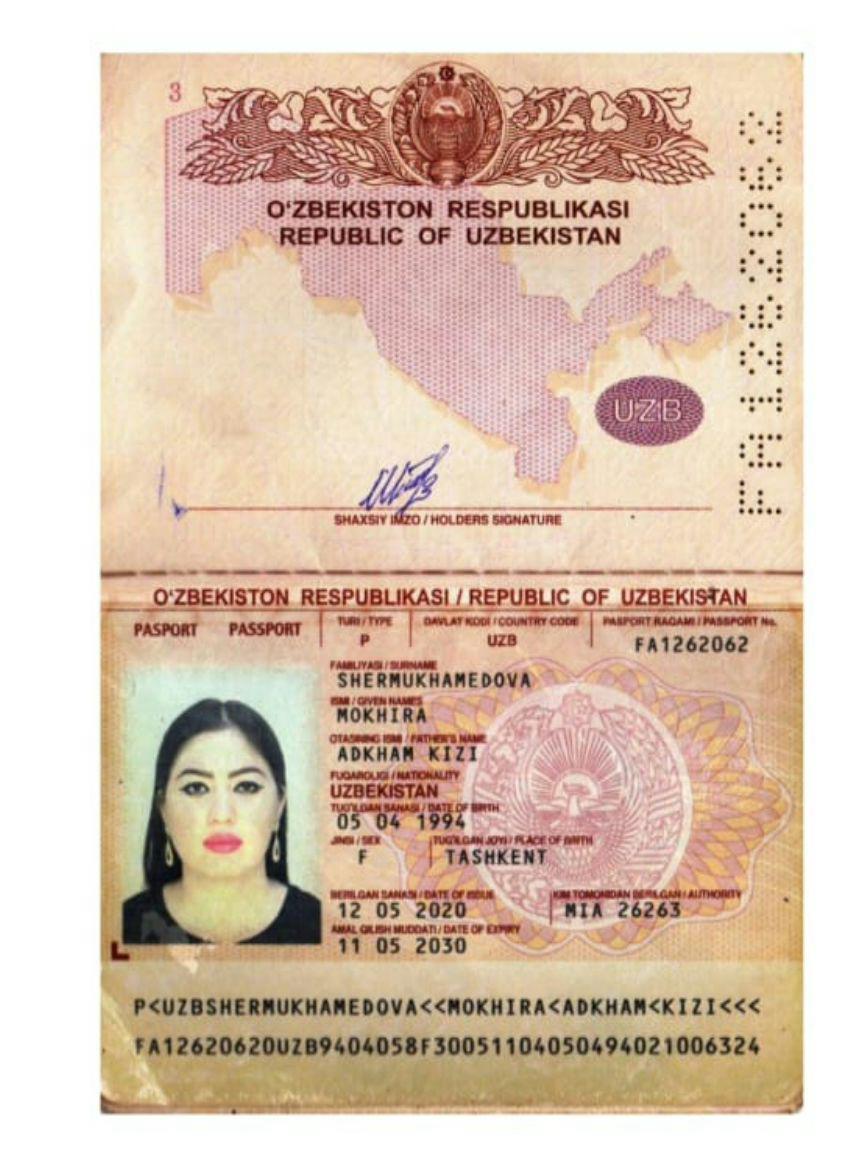 3
O‘ZBEKISTON RESPUBLIKASI
REPUBLIC OF UZBEKISTAN
FA1262062
UZB
SHAXSIY IMZO / HOLDERS SIGNATURE
O‘ZBEKISTON RESPUBLIKASI / REPUBLIC OF UZBEKISTAN
PASPORT PASSPORT
TURI / TYPE DAVLAT KODI / COUNTRY CODE PASPORT RAQAMI / PASSPORT No.
P UZB FA1262062
FAMILIYASI / SURNAME
SHERMUKHAMEDOVA
ISMI / GIVEN NAMES
MOKHIRA
OTASINING ISMI / FATHER'S NAME
ADKHAM KIZI
FUQAROLIGI / NATIONALITY
UZBEKISTAN
TUG'ILGAN SANASI / DATE OF BIRTH
05 04 1994
JINSI / SEX TUG'ILGAN JOYI / PLACE OF BIRTH
F TASHKENT
BERILGAN SANASI / DATE OF ISSUE KIM TOMONIDAN BERILGAN / AUTHORITY
12 05 2020 MIA 26263
AMAL QILISH MUDDATI / DATE OF EXPIRY
11 05 2030
P<UZBSHERMUKHAMEDOVA<<MOKHIRA<ADKHAM<KIZI<<<
FA12620620UZB9404058F30051104050494021006324